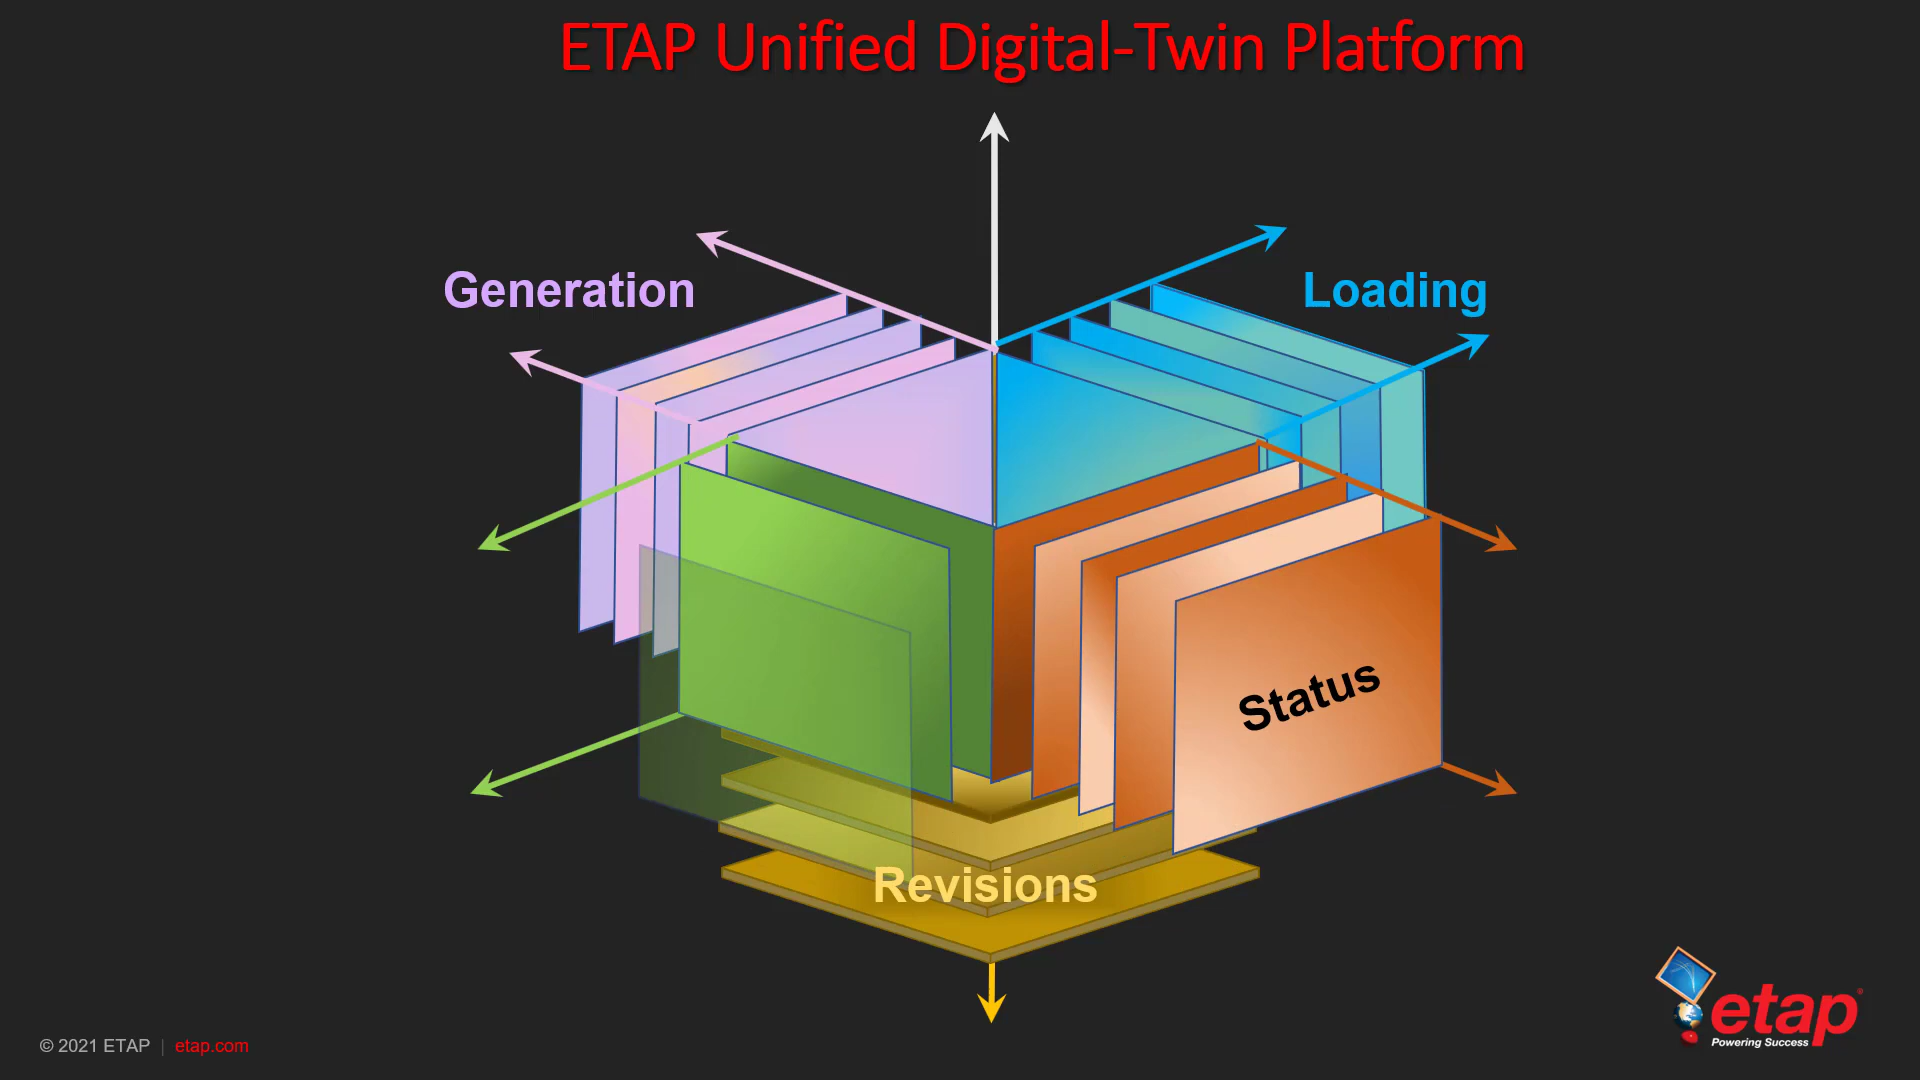 ETAP Unified Digital-Twin Platform
Generation
Loading
Status
Revisions
etap®
Powering Success
© 2021 ETAP | etap.com